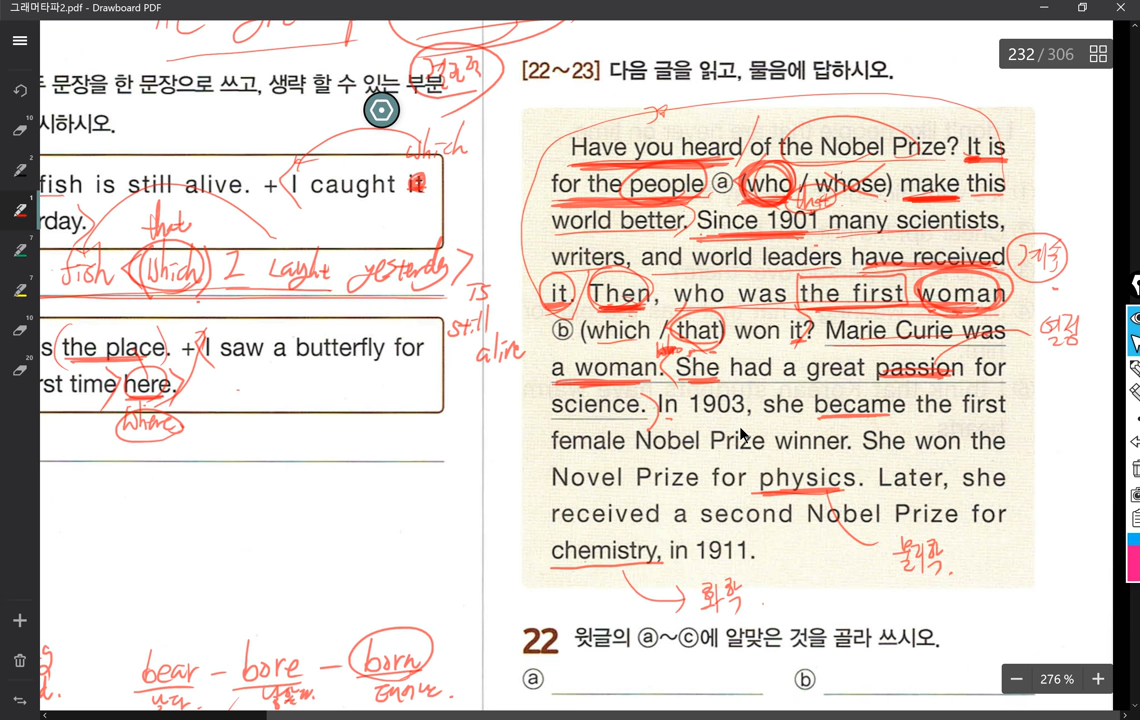 그래머타파2.pdf - Drawboard PDF
232 / 306
두 문장을 한 문장으로 쓰고, 생략 할 수 있는 부분
시하시오.
which
fish is still alive. + I caught it
rday.
that
fish which I caught yesterday
is
still
alive
s the place. + I saw a butterfly for
rst time here.
where
bear - bore - born
[22~23] 다음 글을 읽고, 물음에 답하시오.
Have you heard of the Nobel Prize? It is
for the people ⓐ (who / whose) make this
that
world better. Since 1901 many scientists,
writers, and world leaders have received
계속
it. Then, who was the first woman
ⓑ (which / that) won it? Marie Curie was
열정
a woman. She had a great passion for
science. In 1903, she became the first
female Nobel Prize winner. She won the
Novel Prize for physics. Later, she
received a second Nobel Prize for
chemistry, in 1911.
물리학
화학
22 윗글의 ⓐ~ⓒ에 알맞은 것을 골라 쓰시오.
ⓐ ⓑ
276 %